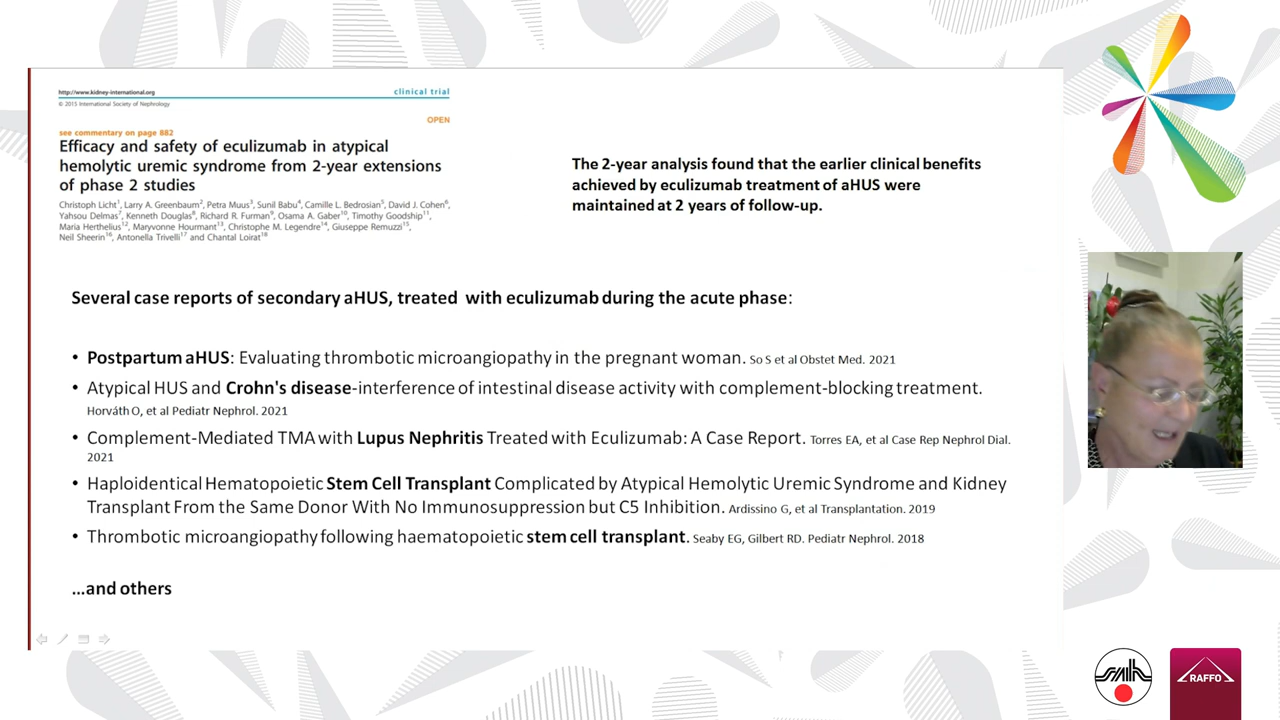 http://www.kidney-international.org
clinical trial
© 2015 International Society of Nephrology
OPEN
see commentary on page 882
Efficacy and safety of eculizumab in atypical
hemolytic uremic syndrome from 2-year extensions
of phase 2 studies
Christoph Licht1, Larry A. Greenbaum2, Petra Muus3, Sunil Babu4, Camille L. Bedrosian5, David J. Cohen6,
Yahsou Delmas7, Kenneth Douglas8, Richard R. Furman9, Osama A. Gaber10, Timothy Goodship11,
Maria Herthelius12, Maryvonne Hourmant13, Christophe M. Legendre14, Giuseppe Remuzzi15,
Neil Sheerin16, Antonella Trivelli17 and Chantal Loirat18
The 2-year analysis found that the earlier clinical benefits
achieved by eculizumab treatment of aHUS were
maintained at 2 years of follow-up.
Several case reports of secondary aHUS, treated with eculizumab during the acute phase:
• Postpartum aHUS: Evaluating thrombotic microangiopathy in the pregnant woman. So S et al Obstet Med. 2021
• Atypical HUS and Crohn's disease-interference of intestinal disease activity with complement-blocking treatment.
Horváth O, et al Pediatr Nephrol. 2021
• Complement-Mediated TMA with Lupus Nephritis Treated with Eculizumab: A Case Report. Torres EA, et al Case Rep Nephrol Dial.
2021
• Haploidentical Hematopoietic Stem Cell Transplant Complicated by Atypical Hemolytic Uremic Syndrome and Kidney
Transplant From the Same Donor With No Immunosuppression but C5 Inhibition. Ardissino G, et al Transplantation. 2019
• Thrombotic microangiopathy following haematopoietic stem cell transplant. Seaby EG, Gilbert RD. Pediatr Nephrol. 2018
...and others
RAFFO